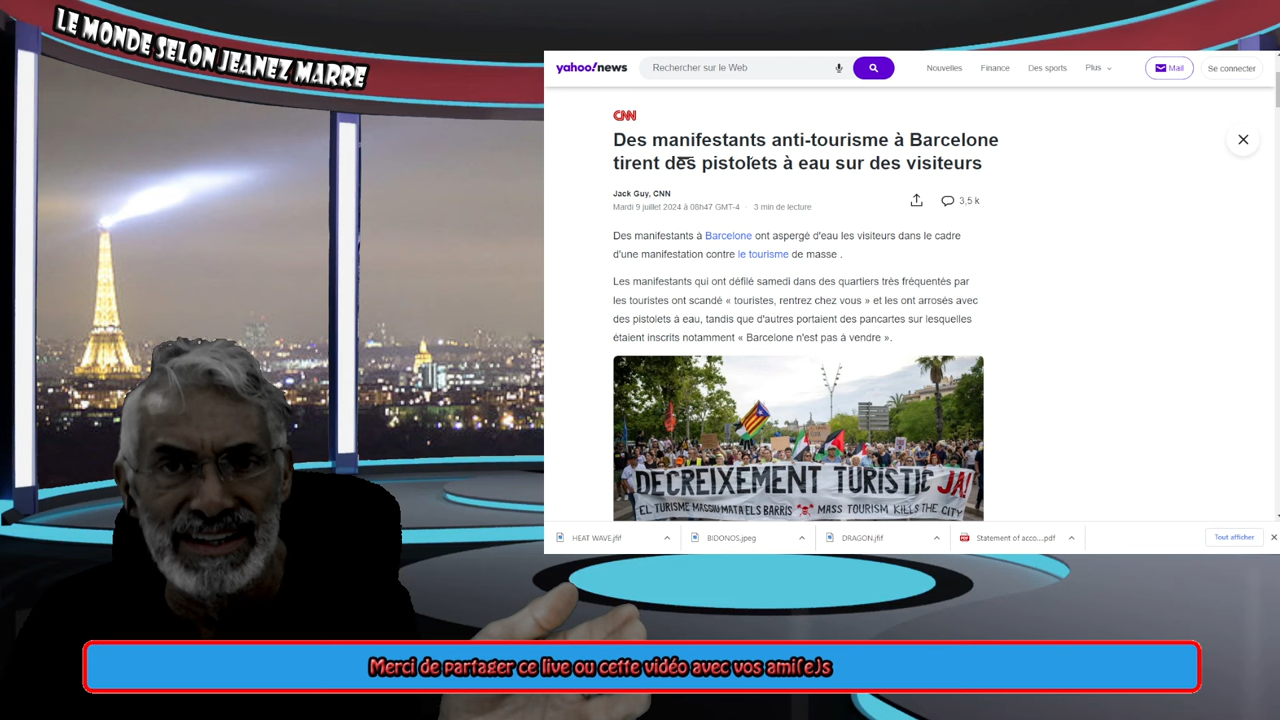 LE MONDE SELON JEANEZ MARRE
yahoo!news
Rechercher sur le Web
Nouvelles
Finance
Des sports
Plus
Mail
Se connecter
CNN
Des manifestants anti-tourisme à Barcelone
tirent des pistolets à eau sur des visiteurs
Jack Guy, CNN
Mardi 9 juillet 2024 à 08h47 GMT-4 · 3 min de lecture
3,5 k
Des manifestants à Barcelone ont aspergé d'eau les visiteurs dans le cadre
d'une manifestation contre le tourisme de masse .
Les manifestants qui ont défilé samedi dans des quartiers très fréquentés par
les touristes ont scandé « touristes, rentrez chez vous » et les ont arrosés avec
des pistolets à eau, tandis que d'autres portaient des pancartes sur lesquelles
étaient inscrits notamment « Barcelone n'est pas à vendre ».
DECREIXEMENT TURISTIC JA!
EL TURISME MASSIU MATA ELS BARRIS MASS TOURISM KILLS THE CITY
HEAT WAVE.jfif
BIDONOS.jpeg
DRAGON.jfif
Statement of acco....pdf
Tout afficher
Merci de partager ce live ou cette vidéo avec vos ami(e)s